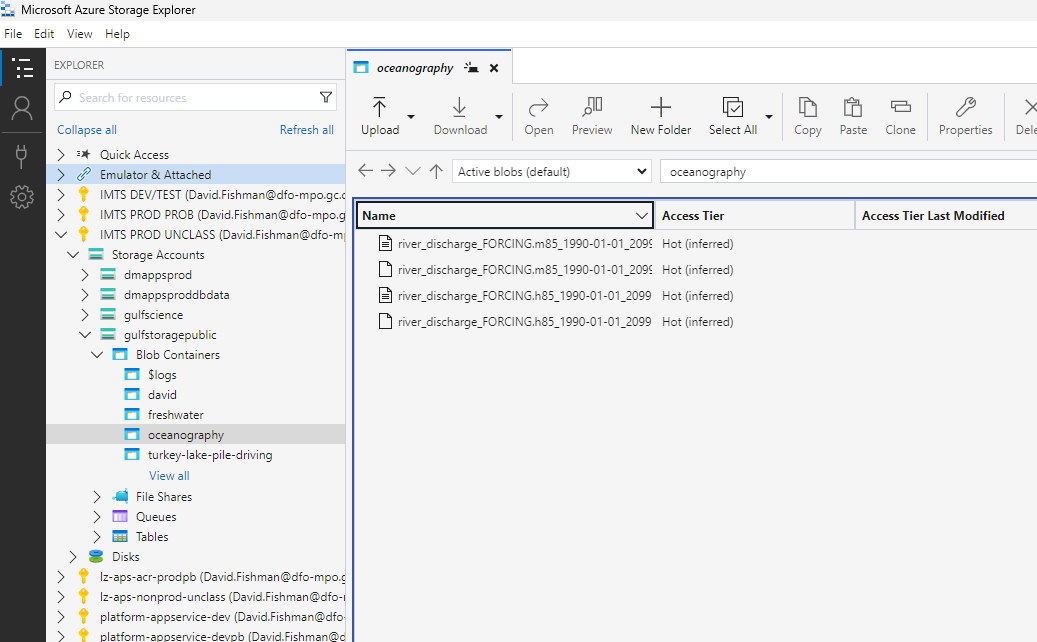 Microsoft Azure Storage Explorer
File Edit View Help
EXPLORER
Search for resources
Collapse all Refresh all
Quick Access
Emulator & Attached
IMTS DEV/TEST (David.Fishman@dfo-mpo.gc.c
IMTS PROD PROB (David.Fishman@dfo-mpo.g
IMTS PROD UNCLASS (David.Fishman@dfo-mp
Storage Accounts
dmappsprod
dmappsproddbdata
gulfscience
gulfstoragepublic
Blob Containers
$logs
david
freshwater
oceanography
turkey-lake-pile-driving
View all
File Shares
Queues
Tables
Disks
lz-aps-acr-prodpb (David.Fishman@dfo-mpo.g
lz-aps-nonprod-unclass (David.Fishman@dfo-
platform-appservice-dev (David.Fishman@dfo
platform-appservice-devpb (David.Fishman@d
oceanography
Upload Download Open Preview New Folder Select All Copy Paste Clone Properties Dele
Active blobs (default) oceanography
Name Access Tier Access Tier Last Modified
river_discharge_FORCING.m85_1990-01-01_2099 Hot (inferred)
river_discharge_FORCING.m85_1990-01-01_2099 Hot (inferred)
river_discharge_FORCING.h85_1990-01-01_2099 Hot (inferred)
river_discharge_FORCING.h85_1990-01-01_2099 Hot (inferred)